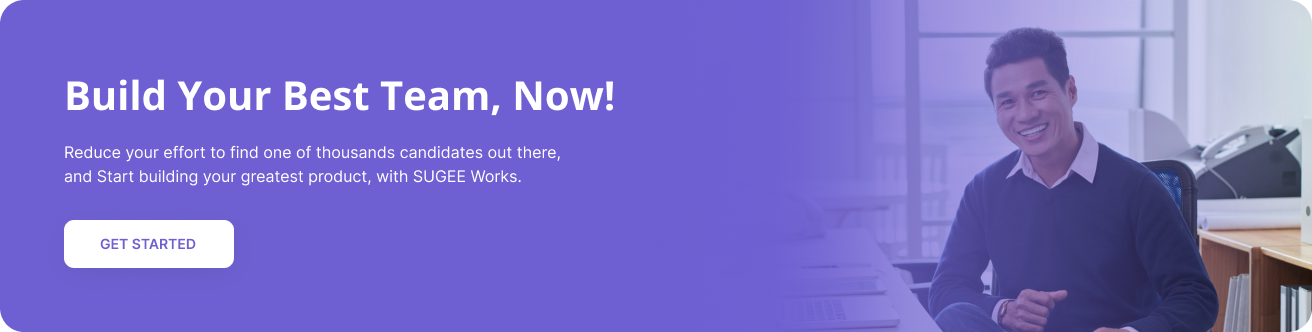 Build Your Best Team, Now!
Reduce your effort to find one of thousands candidates out there,
and Start building your greatest product, with SUGEE Works.
GET STARTED